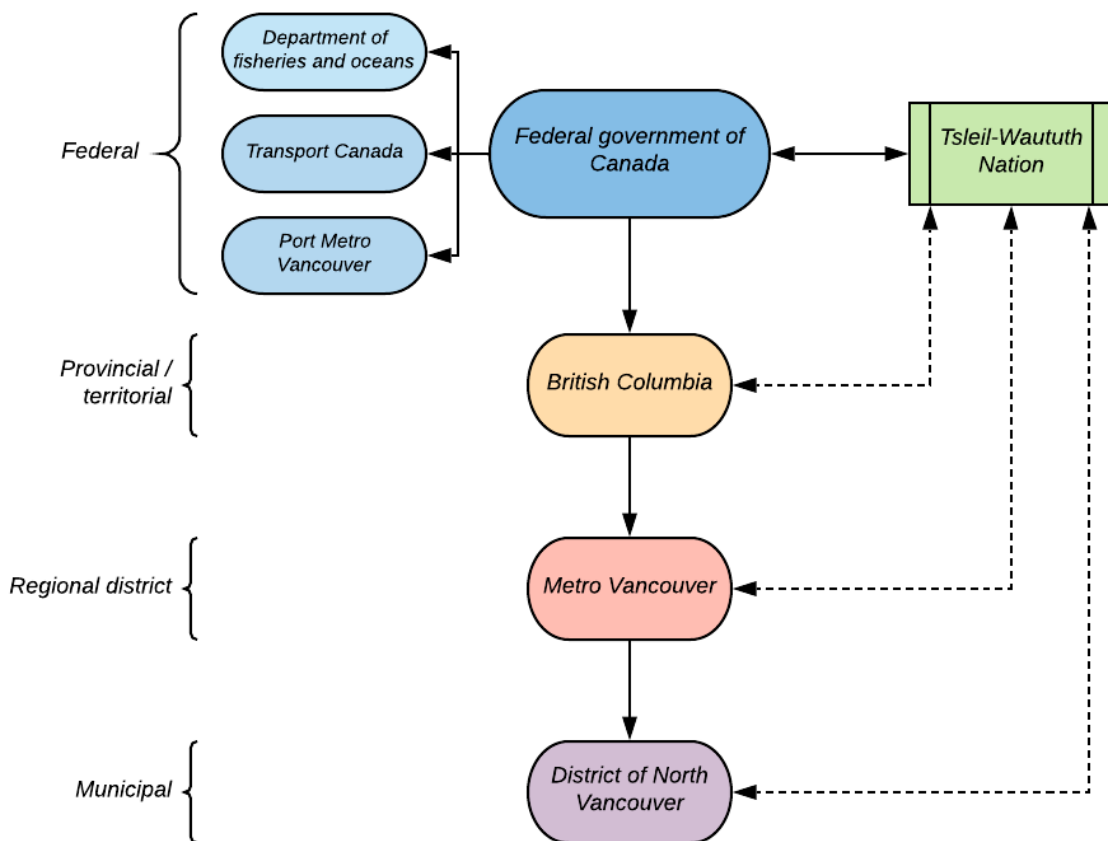 Department of
fisheries and oceans
Federal
Transport Canada
Port Metro
Vancouver
Federal government of
Canada
Tsleil-Waututh
Nation
Provincial /
territorial
British Columbia
Regional district
Metro Vancouver
Municipal
District of North
Vancouver